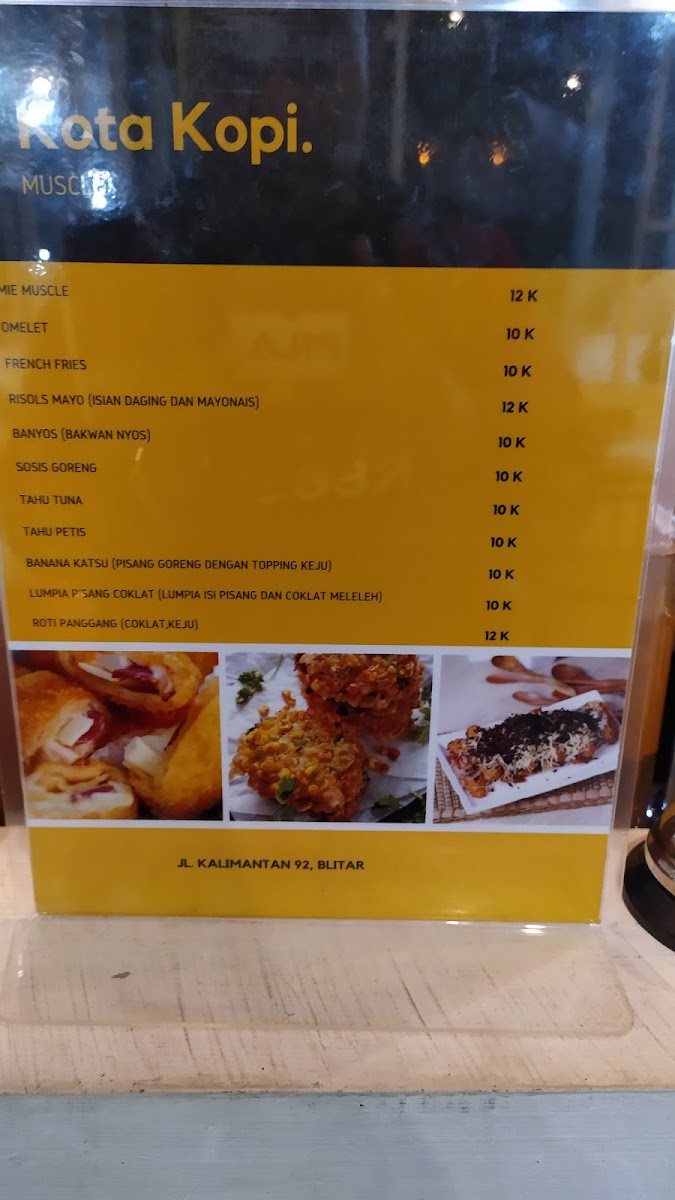 Kota Kopi.
MUSCLE
MIE MUSCLE 12 K
OMELET 10 K
FRENCH FRIES 10 K
RISOLS MAYO (ISIAN DAGING DAN MAYONAIS) 12 K
BANYOS (BAKWAN NYOS) 10 K
SOSIS GORENG 10 K
TAHU TUNA 10 K
TAHU PETIS 10 K
BANANA KATSU (PISANG GORENG DENGAN TOPPING KEJU) 10 K
LUMPIA PISANG COKLAT (LUMPIA ISI PISANG DAN COKLAT MELELEH) 10 K
ROTI PANGGANG (COKLAT,KEJU) 12 K
JL. KALIMANTAN 92, BLITAR